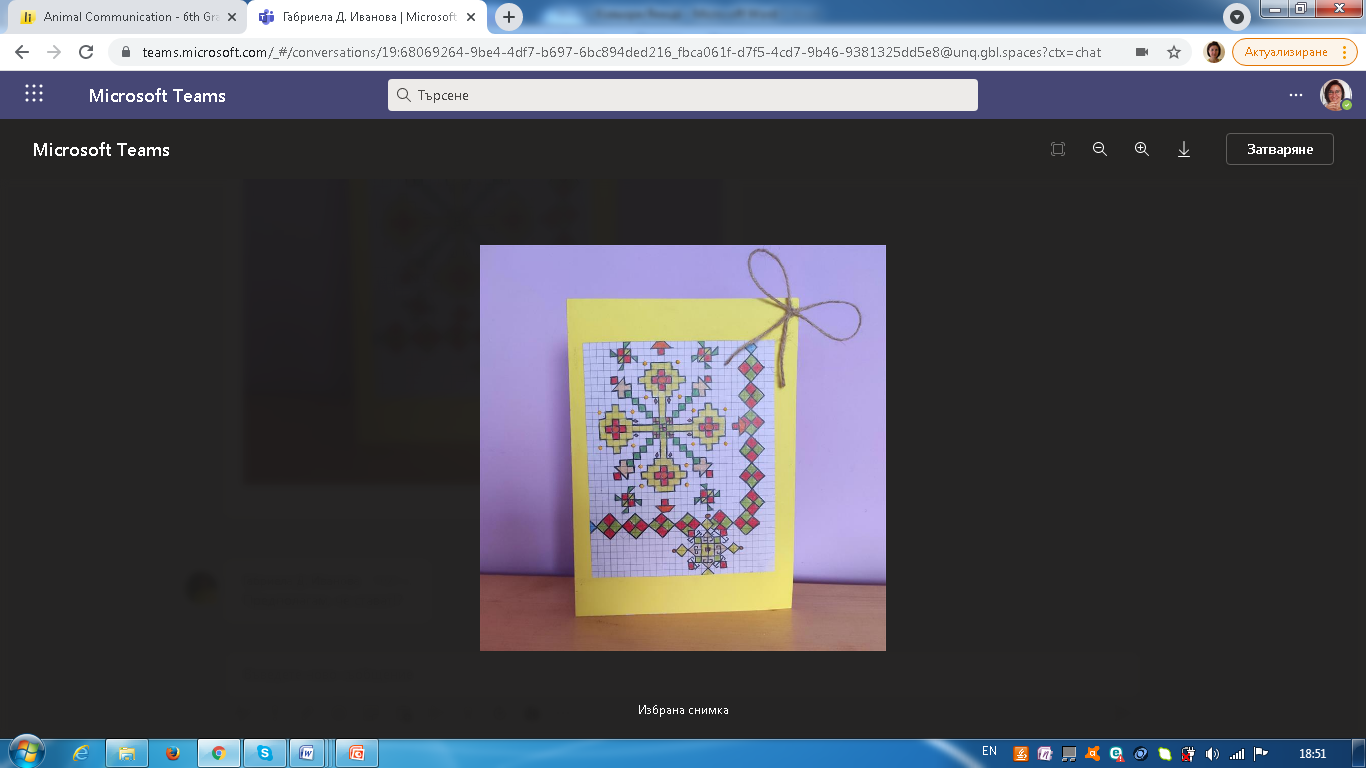 Animal Communication - 6th Gra
Габриела Д. Иванова | Microsoft
teams.microsoft.com/_#/conversations/19:68069264-9be4-4df7-b697-6bc894ded216_fbca061f-d7f5-4cd7-9b46-9381325dd5e8@unq.gbl.spaces?ctx=chat
Актуализиране
Microsoft Teams
Търсене
Microsoft Teams
Затваряне
Избрана снимка
EN
18:51